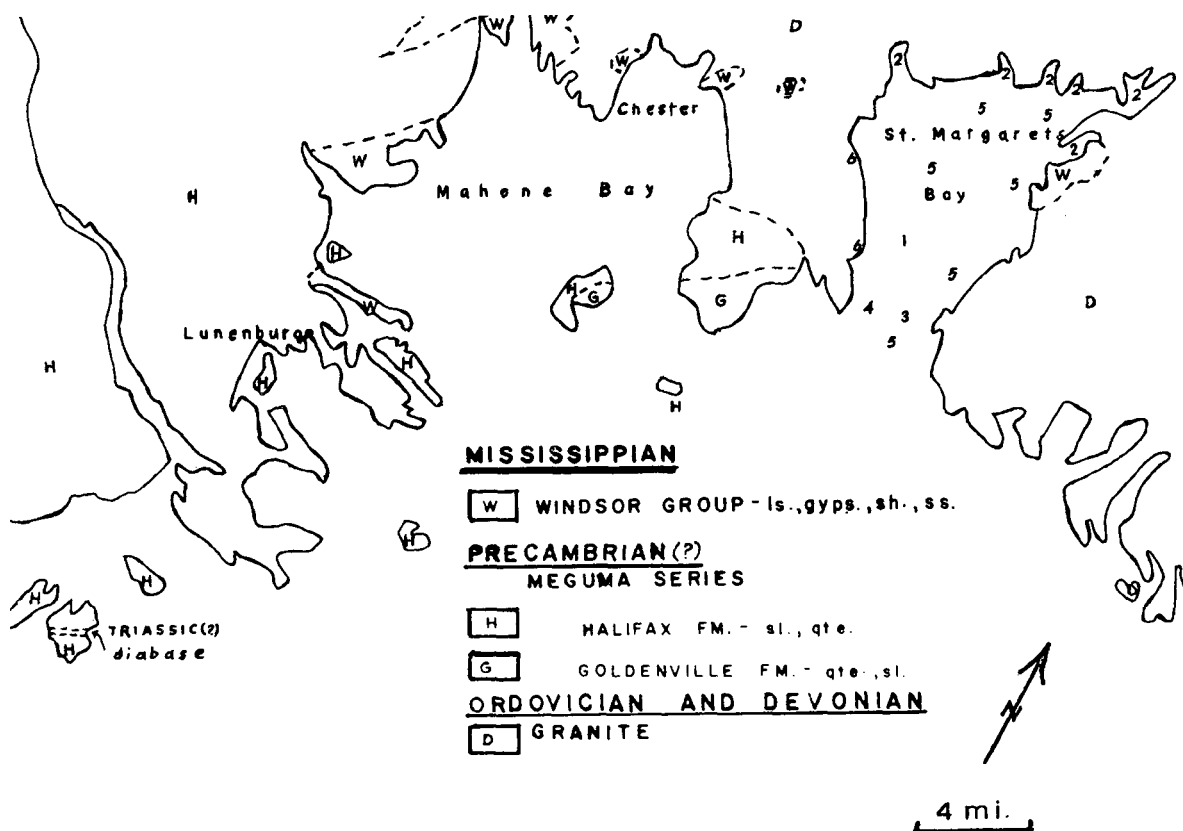 W
W
D
W
W
W
2
2
2
2
2
Chester
5
5
St. Margarets
W
6
2
5
W
H
Mahone Bay
5
Bay
H
H
6
1
5
H
G
W
G
4
3
D
Lunenburg
5
H
H
H
H
MISSISSIPPIAN
W WINDSOR GROUP - ls.,gyps.,sh.,ss.
H
PRECAMBRIAN(?)
MEGUMA SERIES
H
H
D
H HALIFAX FM. - sl., qte.
TRIASSIC(?)
diabase
H
G GOLDENVILLE FM. - qte.,sl.
ORDOVICIAN AND DEVONIAN
D GRANITE
N
4 mi.